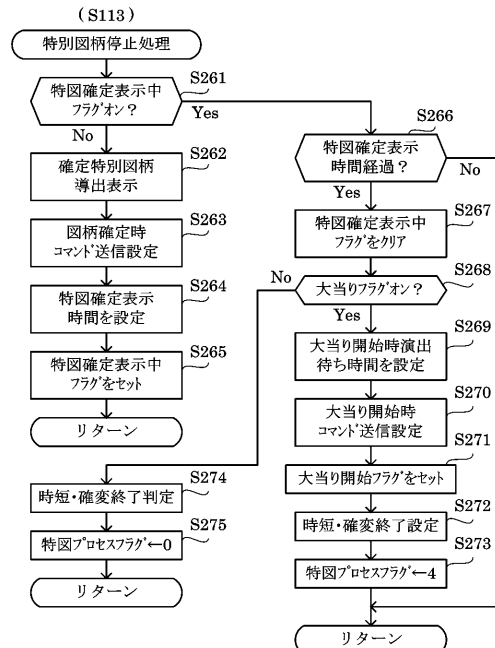 (S113)
特別図柄停止処理
特図確定表示中
フラグオン？
S261
Yes
No
確定特別図柄
導出表示
S262
図柄確定時
コマンド送信設定
S263
特図確定表示
時間を設定
S264
特図確定表示中
フラグをセット
S265
リターン
特図確定表示
時間経過？
S266
No
Yes
特図確定表示中
フラグをクリア
S267
大当りフラグオン？
S268
No
Yes
大当り開始時演出
待ち時間を設定
S269
大当り開始時
コマンド送信設定
S270
大当り開始フラグをセット
S271
時短・確変終了設定
S272
特図プロセスフラグ←4
S273
リターン
時短・確変終了判定
S274
特図プロセスフラグ←0
S275
リターン